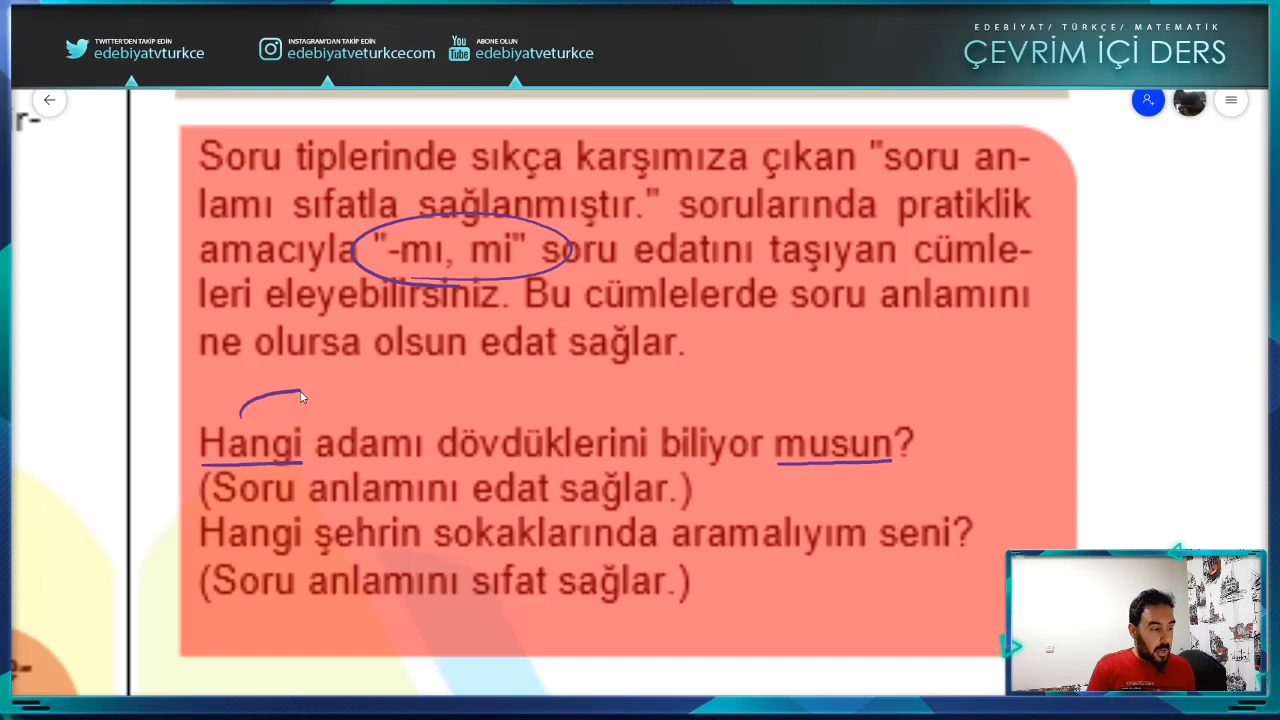 TWITTER'DEN TAKİP EDİN
edebiyatvturkce
INSTAGRAM'DAN TAKİP EDİN
edebiyatveturkcecom
You
Tube
ABONE OLUN
edebiyatveturkce
EDEBİYAT/ TÜRKÇE/ MATEMATİK
ÇEVRİM İÇİ DERS
r-
Soru tiplerinde sıkça karşımıza çıkan "soru an-
lamı sıfatla sağlanmıştır." sorularında pratiklik
amacıyla "-mı, mi" soru edatını taşıyan cümle-
leri eleyebilirsiniz. Bu cümlelerde soru anlamını
ne olursa olsun edat sağlar.
Hangi adamı dövdüklerini biliyor musun?
(Soru anlamını edat sağlar.)
Hangi şehrin sokaklarında aramalıyım seni?
(Soru anlamını sıfat sağlar.)